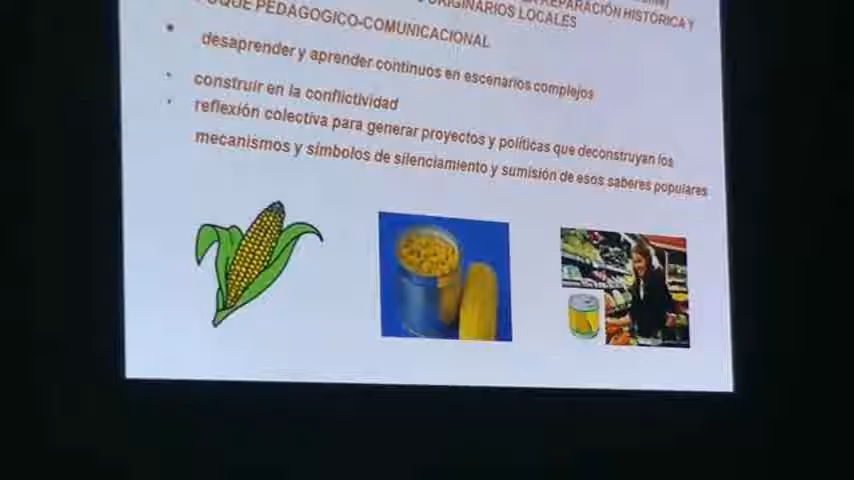 REPARACIÓN HISTÓRICA Y
ORIGINARIOS LOCALES
PEDAGOGICO-COMUNICACIONAL
desaprender y aprender continuos en escenarios complejos
construir en la conflictividad
reflexión colectiva para generar proyectos y políticas que deconstruyan los
mecanismos y símbolos de silenciamiento y sumisión de esos saberes populares